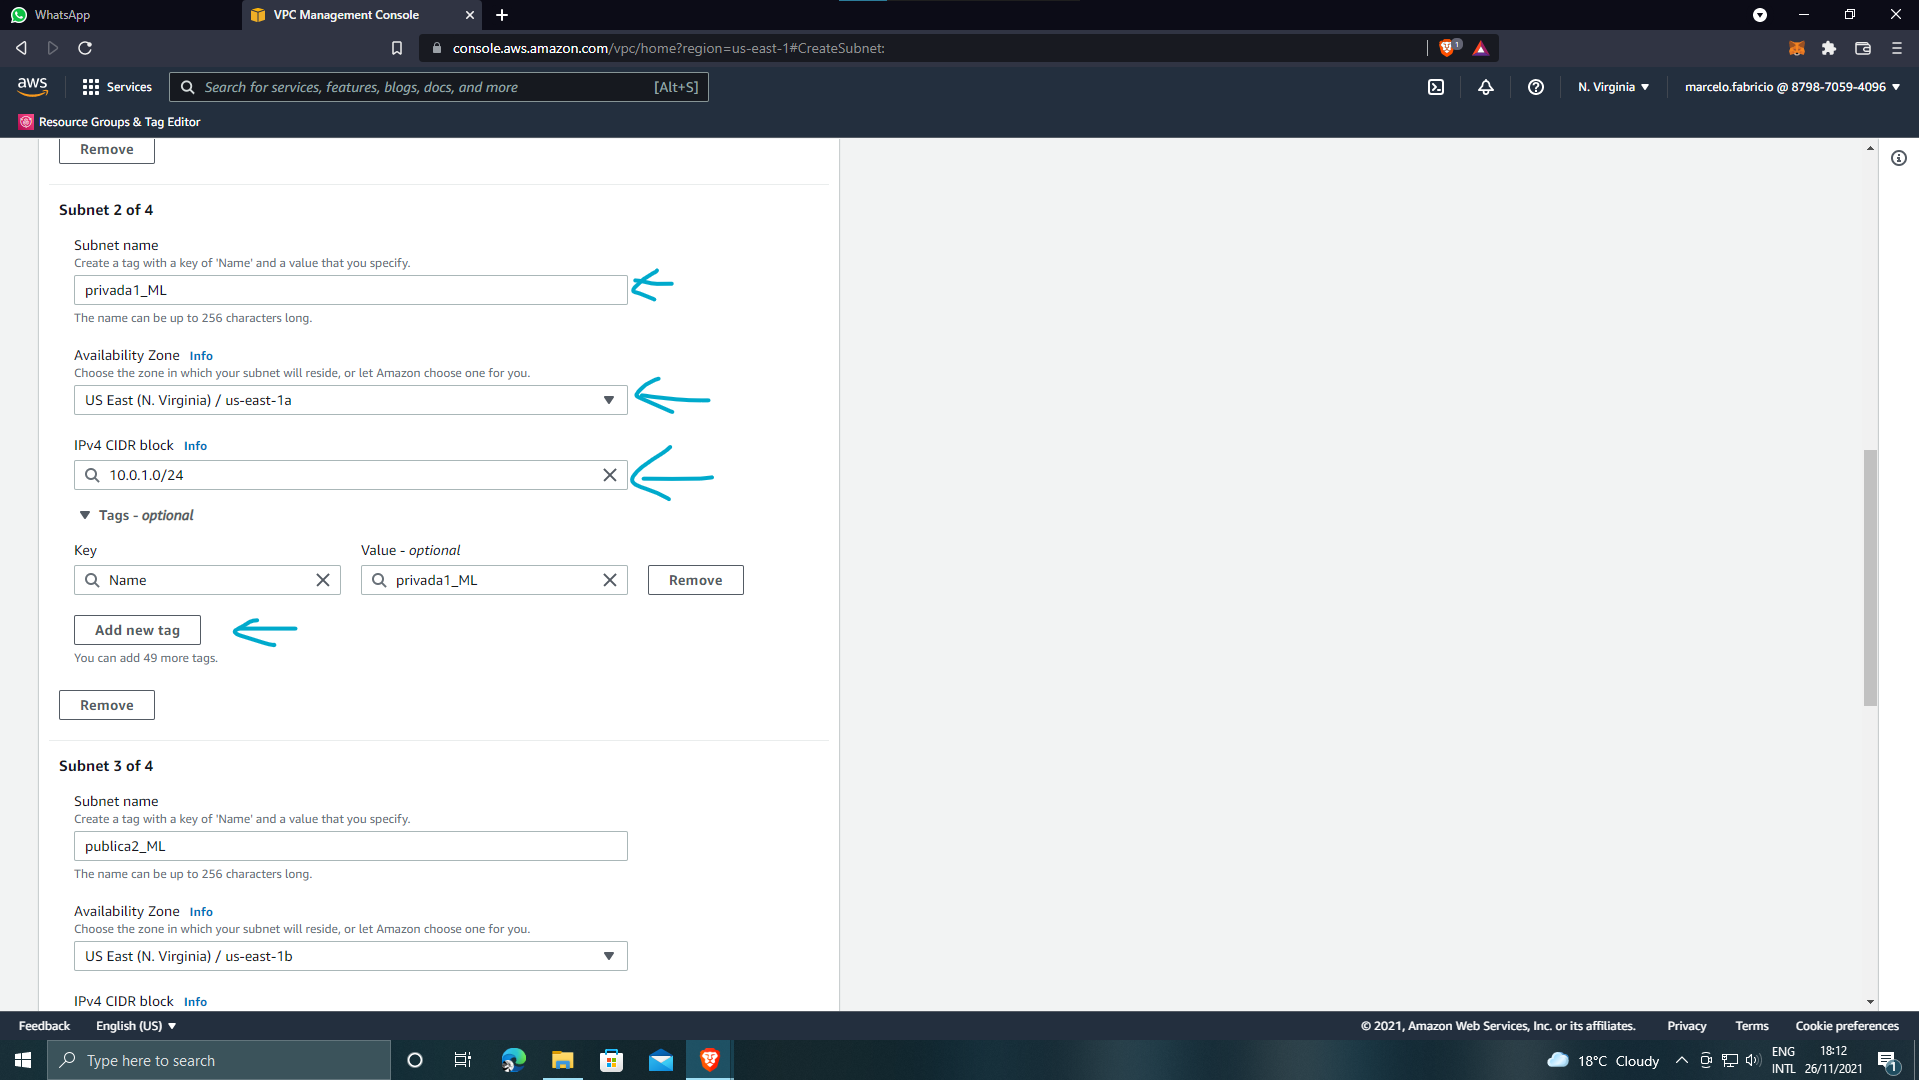 WhatsApp
VPC Management Console
console.aws.amazon.com/vpc/home?region=us-east-1#CreateSubnet:
1
aws
Services
Search for services, features, blogs, docs, and more
[Alt+S]
N. Virginia
marcelo.fabricio @ 8798-7059-4096
Resource Groups & Tag Editor
Remove
Subnet 2 of 4
Subnet name
Create a tag with a key of 'Name' and a value that you specify.
privada1_ML
The name can be up to 256 characters long.
Availability Zone Info
Choose the zone in which your subnet will reside, or let Amazon choose one for you.
US East (N. Virginia) / us-east-1a
IPv4 CIDR block Info
10.0.1.0/24
Tags - optional
Key Value - optional
Name privada1_ML Remove
Add new tag
You can add 49 more tags.
Remove
Subnet 3 of 4
Subnet name
Create a tag with a key of 'Name' and a value that you specify.
publica2_ML
The name can be up to 256 characters long.
Availability Zone Info
Choose the zone in which your subnet will reside, or let Amazon choose one for you.
US East (N. Virginia) / us-east-1b
IPv4 CIDR block Info
Feedback English (US) © 2021, Amazon Web Services, Inc. or its affiliates. Privacy Terms Cookie preferences
Type here to search
18°C Cloudy
ENG
INTL
18:12
26/11/2021
1